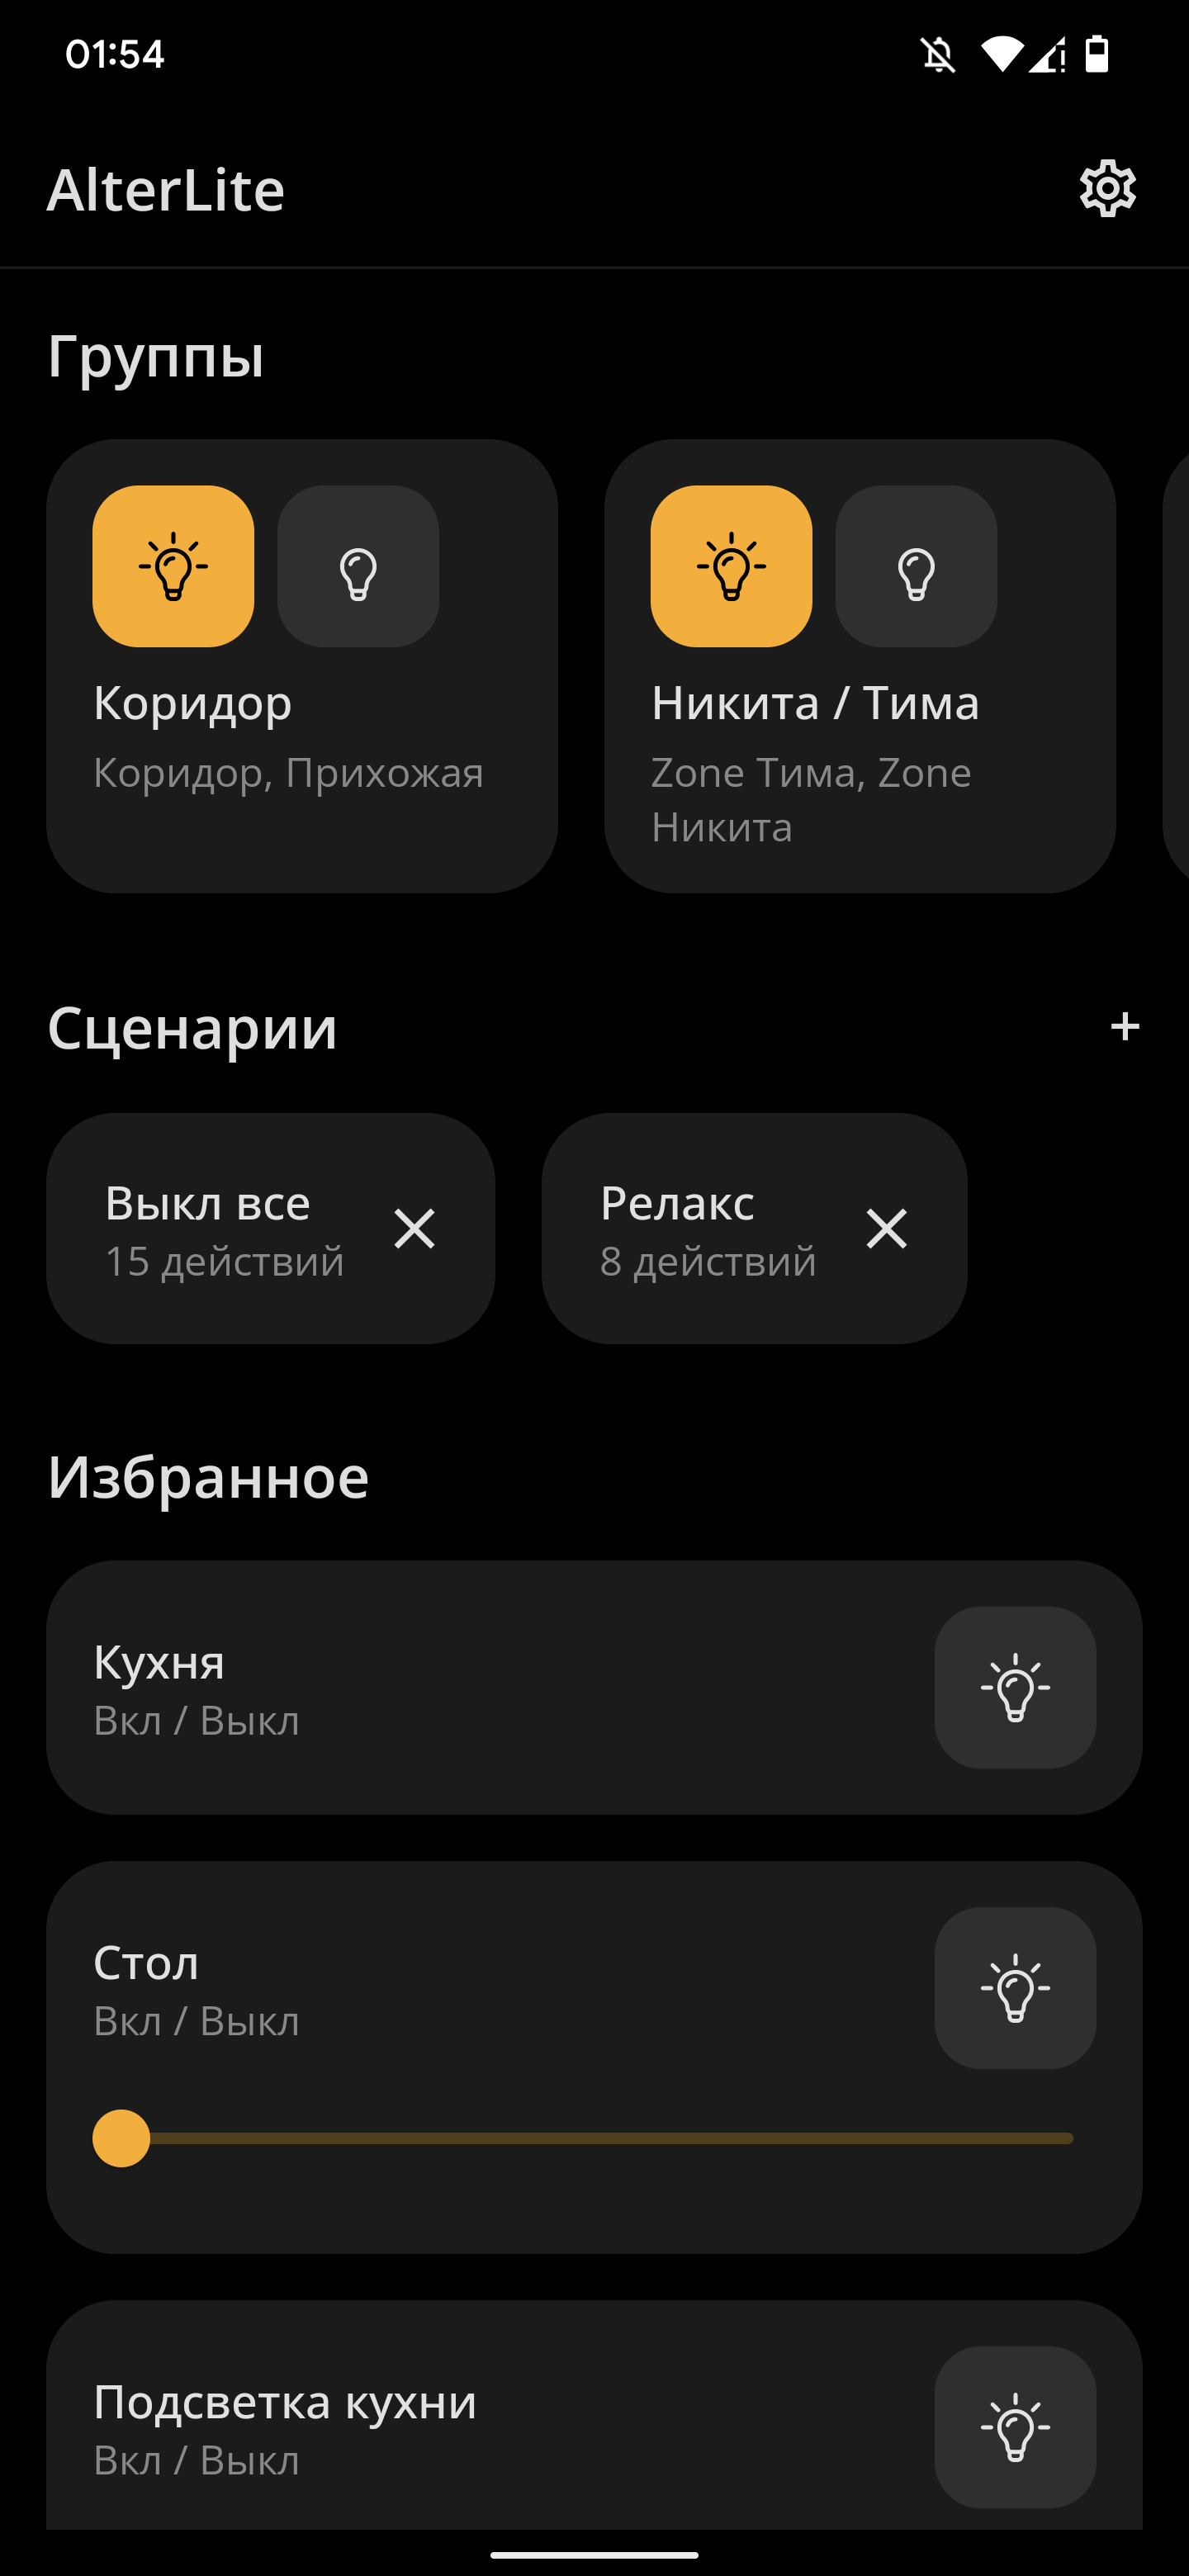 01:54
AlterLite
Группы
Коридор
Коридор, Прихожая
Никита / Тима
Zone Тима, Zone
Никита
Сценарии
Выкл все
15 действий
Релакс
8 действий
Избранное
Кухня
Вкл / Выкл
Стол
Вкл / Выкл
Подсветка кухни
Вкл / Выкл